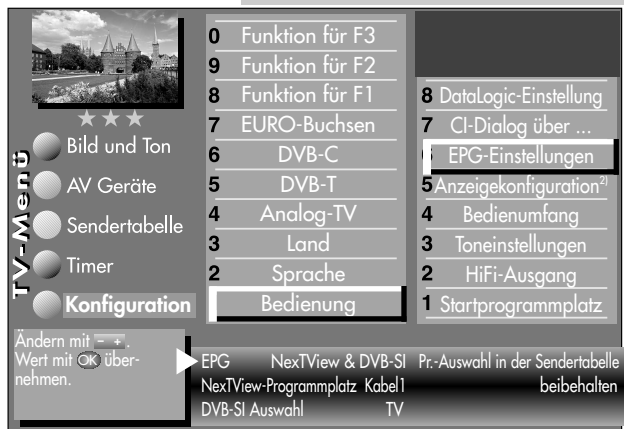 TV-Menü
Bild und Ton
AV Geräte
Sendertabelle
Timer
Konfiguration
0 Funktion für F3
9 Funktion für F2
8 Funktion für F1
7 EURO-Buchsen
6 DVB-C
5 DVB-T
4 Analog-TV
3 Land
2 Sprache
Bedienung
8 DataLogic-Einstellung
7 CI-Dialog über ...
6 EPG-Einstellungen
5 Anzeigekonfiguration²⁾
4 Bedienumfang
3 Toneinstellungen
2 HiFi-Ausgang
1 Startprogrammplatz
Ändern mit - + .
Wert mit OK über-
nehmen.
EPG NexTView & DVB-SI Pr.-Auswahl in der Sendertabelle
NexTView-Programmplatz Kabel1 beibehalten
DVB-SI Auswahl TV